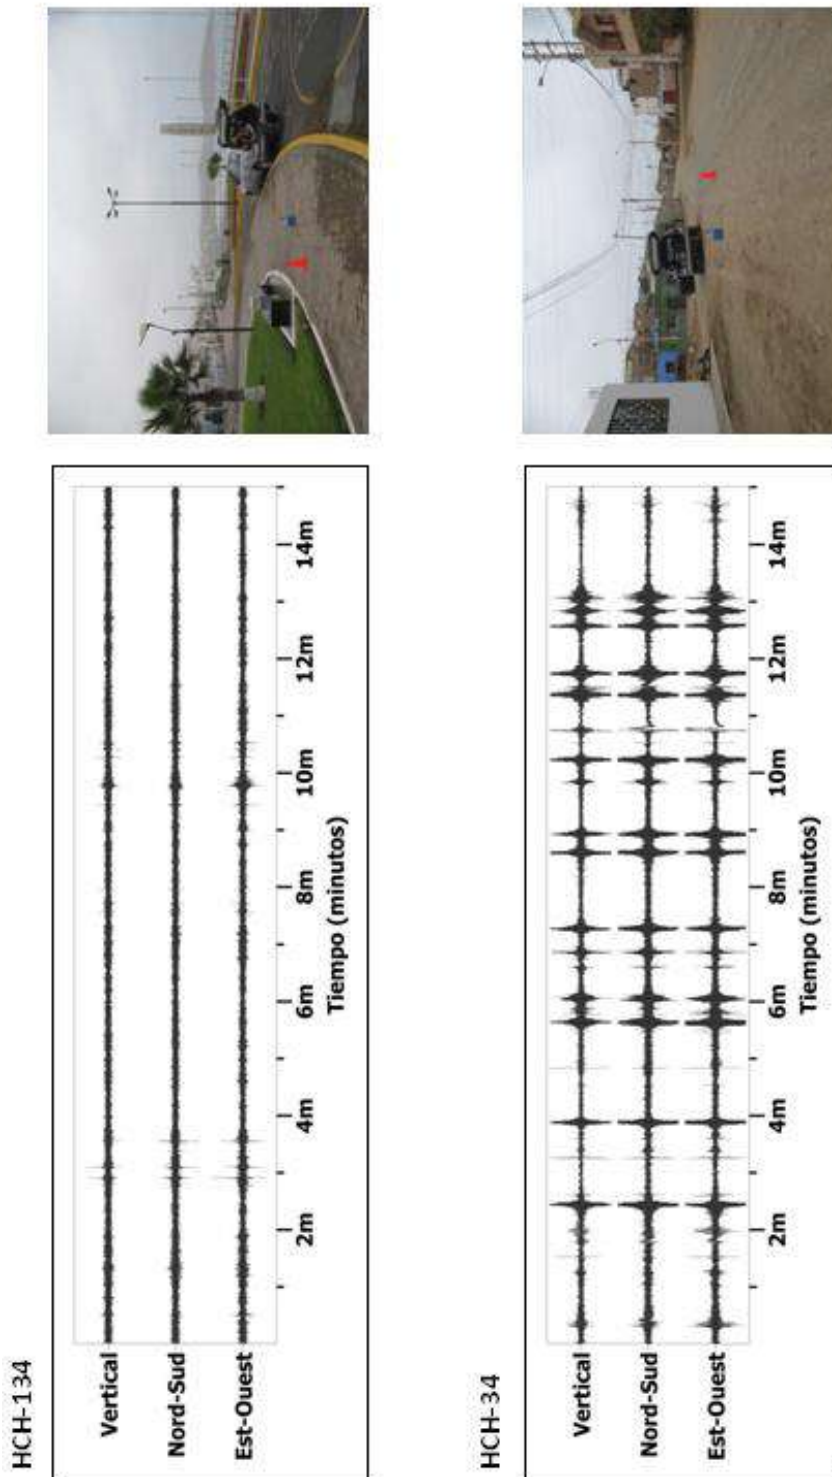 HCH-134
Vertical
Nord-Sud
Est-Ouest
2m 4m 6m 8m 10m 12m 14m
Tiempo (minutos)
HCH-34
Vertical
Nord-Sud
Est-Ouest
2m 4m 6m 8m 10m 12m 14m
Tiempo (minutos)